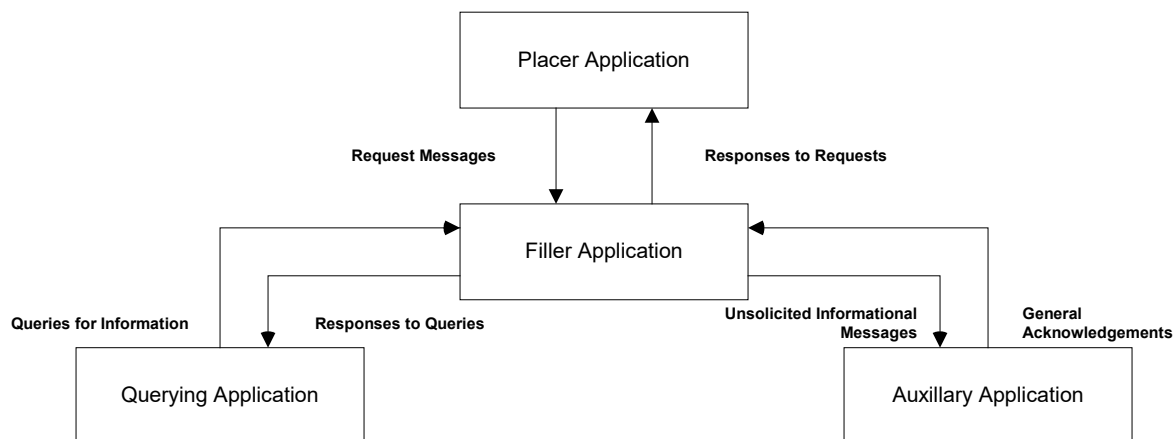 Placer Application
Request Messages
Responses to Requests
Filler Application
Queries for Information
Responses to Queries
Unsolicited Informational
Messages
General
Acknowledgements
Querying Application
Auxillary Application